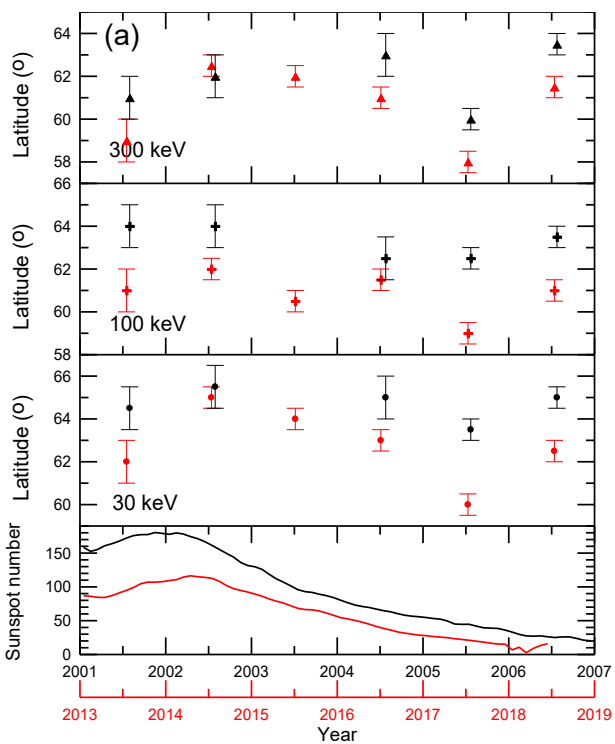 (a)
64
62
60
58
Latitude (º)
300 keV
66
64
62
60
58
Latitude (º)
100 keV
66
64
62
60
Latitude (º)
30 keV
150
100
50
0
Sunspot number
2001 2002 2003 2004 2005 2006 2007
2013 2014 2015 2016 2017 2018 2019
Year